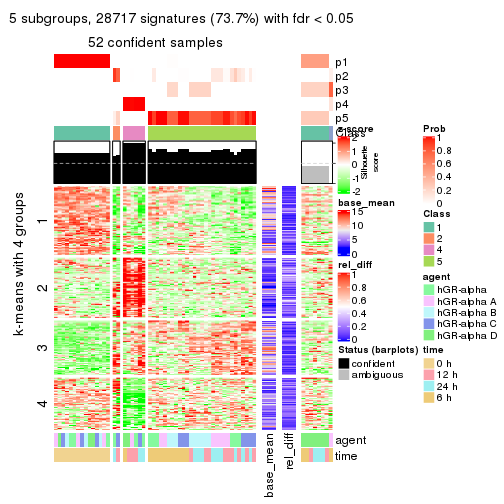 5 subgroups, 28717 signatures (73.7%) with fdr < 0.05
52 confident samples
p1
p2
p3
p4
p5
Class
z-score
2
1
0
-1
-2
Silhouette
score
base_mean
15
10
5
0
rel_diff
1
0.8
0.6
0.4
0.2
0
Status (barplots)
confident
ambiguous
Prob
1
0.8
0.6
0.4
0.2
0
Class
1
2
4
5
agent
hGR-alpha
hGR-alpha A
hGR-alpha B
hGR-alpha C
hGR-alpha D
time
0 h
12 h
24 h
6 h
k-means with 4 groups
1
2
3
4
agent
time
base_mean
rel_diff